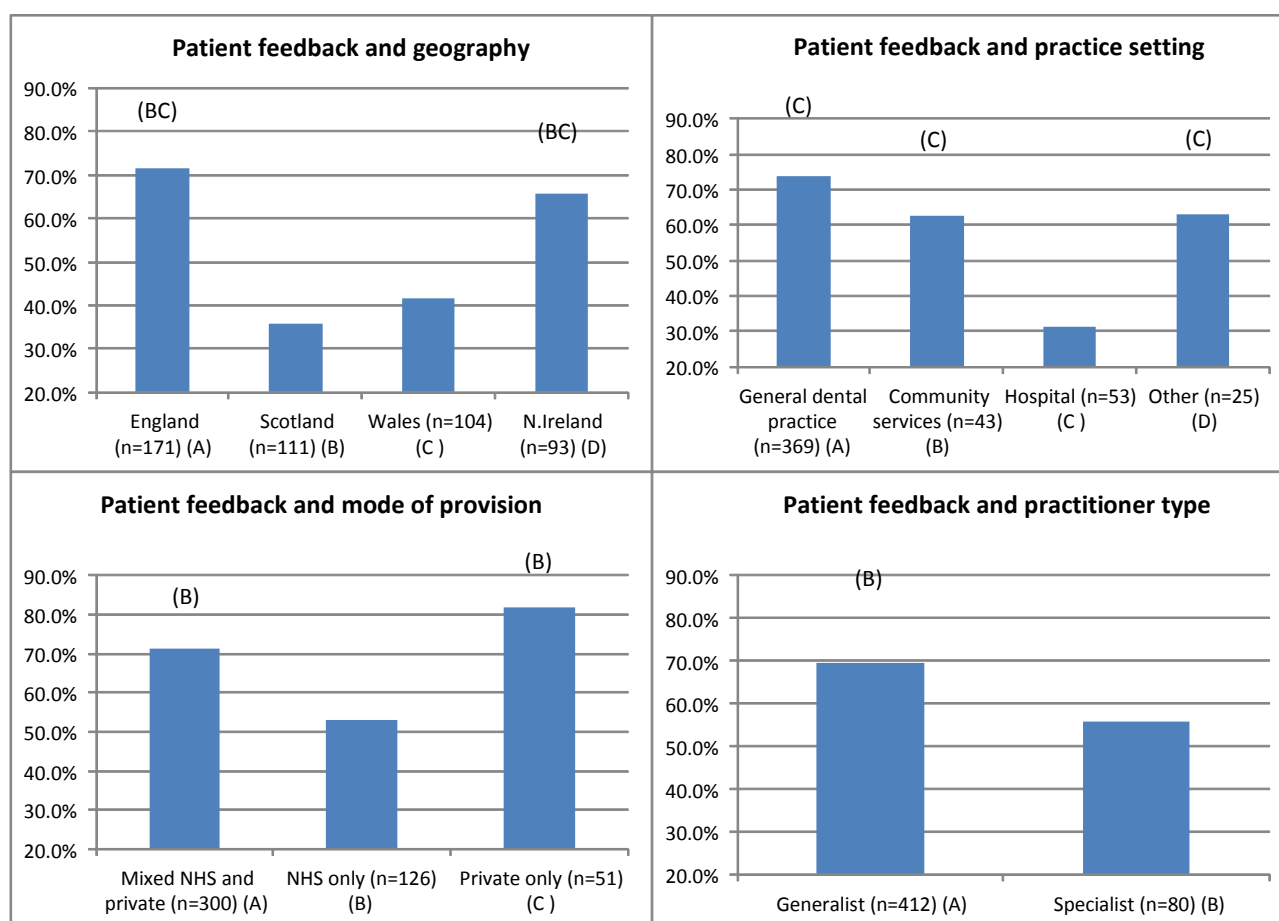 Patient feedback and geography
90.0%
80.0%
70.0%
60.0%
50.0%
40.0%
30.0%
20.0%
(BC)
(BC)
England (n=171) (A)
Scotland (n=111) (B)
Wales (n=104) (C )
N.Ireland (n=93) (D)
Patient feedback and practice setting
90.0%
80.0%
70.0%
60.0%
50.0%
40.0%
30.0%
20.0%
(C)
(C)
(C)
General dental practice (n=369) (A)
Community services (n=43) (B)
Hospital (n=53) (C )
Other (n=25) (D)
Patient feedback and mode of provision
90.0%
80.0%
70.0%
60.0%
50.0%
40.0%
30.0%
20.0%
(B)
(B)
Mixed NHS and private (n=300) (A)
NHS only (n=126) (B)
Private only (n=51) (C )
Patient feedback and practitioner type
90.0%
80.0%
70.0%
60.0%
50.0%
40.0%
30.0%
20.0%
(B)
Generalist (n=412) (A)
Specialist (n=80) (B)